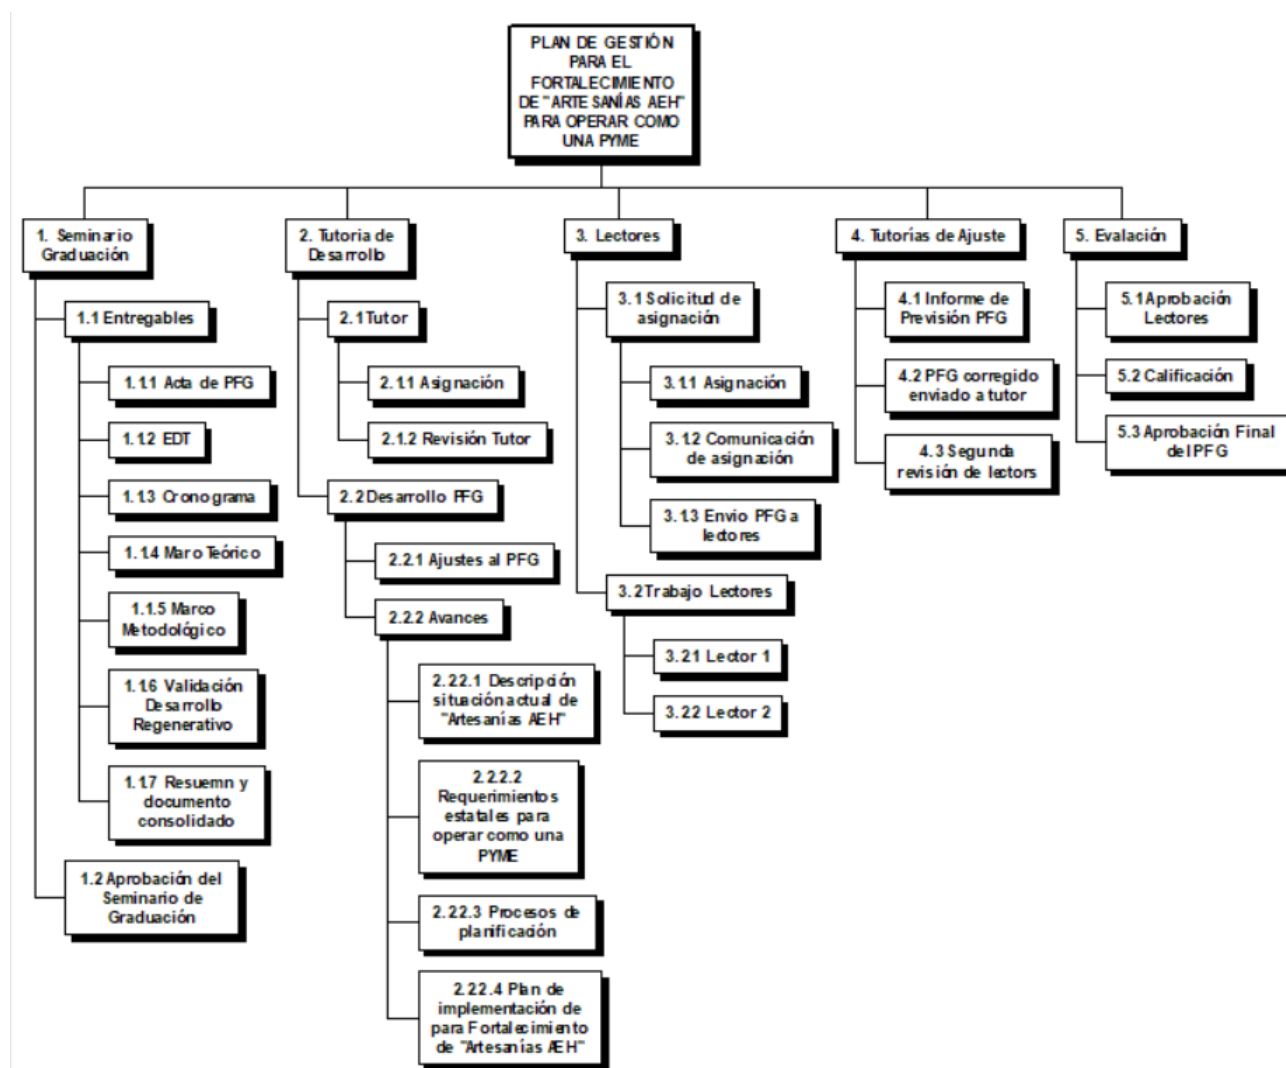 PLAN DE GESTIÓN
PARA EL
FORTALECIMIENTO
DE "ARTESANÍAS AEH"
PARA OPERAR COMO
UNA PYME
1. Seminario
Graduación
1.1 Entregables
1.1.1 Acta de PFG
1.1.2 EDT
1.1.3 Cronograma
1.1.4 Maro Teórico
1.1.5 Marco
Metodológico
1.1.6 Validación
Desarrollo
Regenerativo
1.1.7 Resuemn y
documento
consolidado
1.2 Aprobación del
Seminario de
Graduación
2. Tutoria de
Desarrollo
2.1 Tutor
2.1.1 Asignación
2.1.2 Revisión Tutor
2.2 Desarrollo PFG
2.2.1 Ajustes al PFG
2.2.2 Avances
2.2.2.1 Descripción
situación actual de
"Artesanías AEH"
2.2.2.2
Requerimientos
estatales para
operar como una
PYME
2.2.2.3 Procesos de
planificación
2.2.2.4 Plan de
implementación de
para Fortalecimiento
de "Artesanías AEH"
3. Lectores
3.1 Solicitud de
asignación
3.1.1 Asignación
3.1.2 Comunicación
de asignación
3.1.3 Envio PFG a
lectores
3.2 Trabajo Lectores
3.2.1 Lector 1
3.2.2 Lector 2
4. Tutorías de Ajuste
4.1 Informe de
Previsión PFG
4.2 PFG corregido
enviado a tutor
4.3 Segunda
revisión de lectors
5. Evalación
5.1 Aprobación
Lectores
5.2 Calificación
5.3 Aprobación Final
del PFG